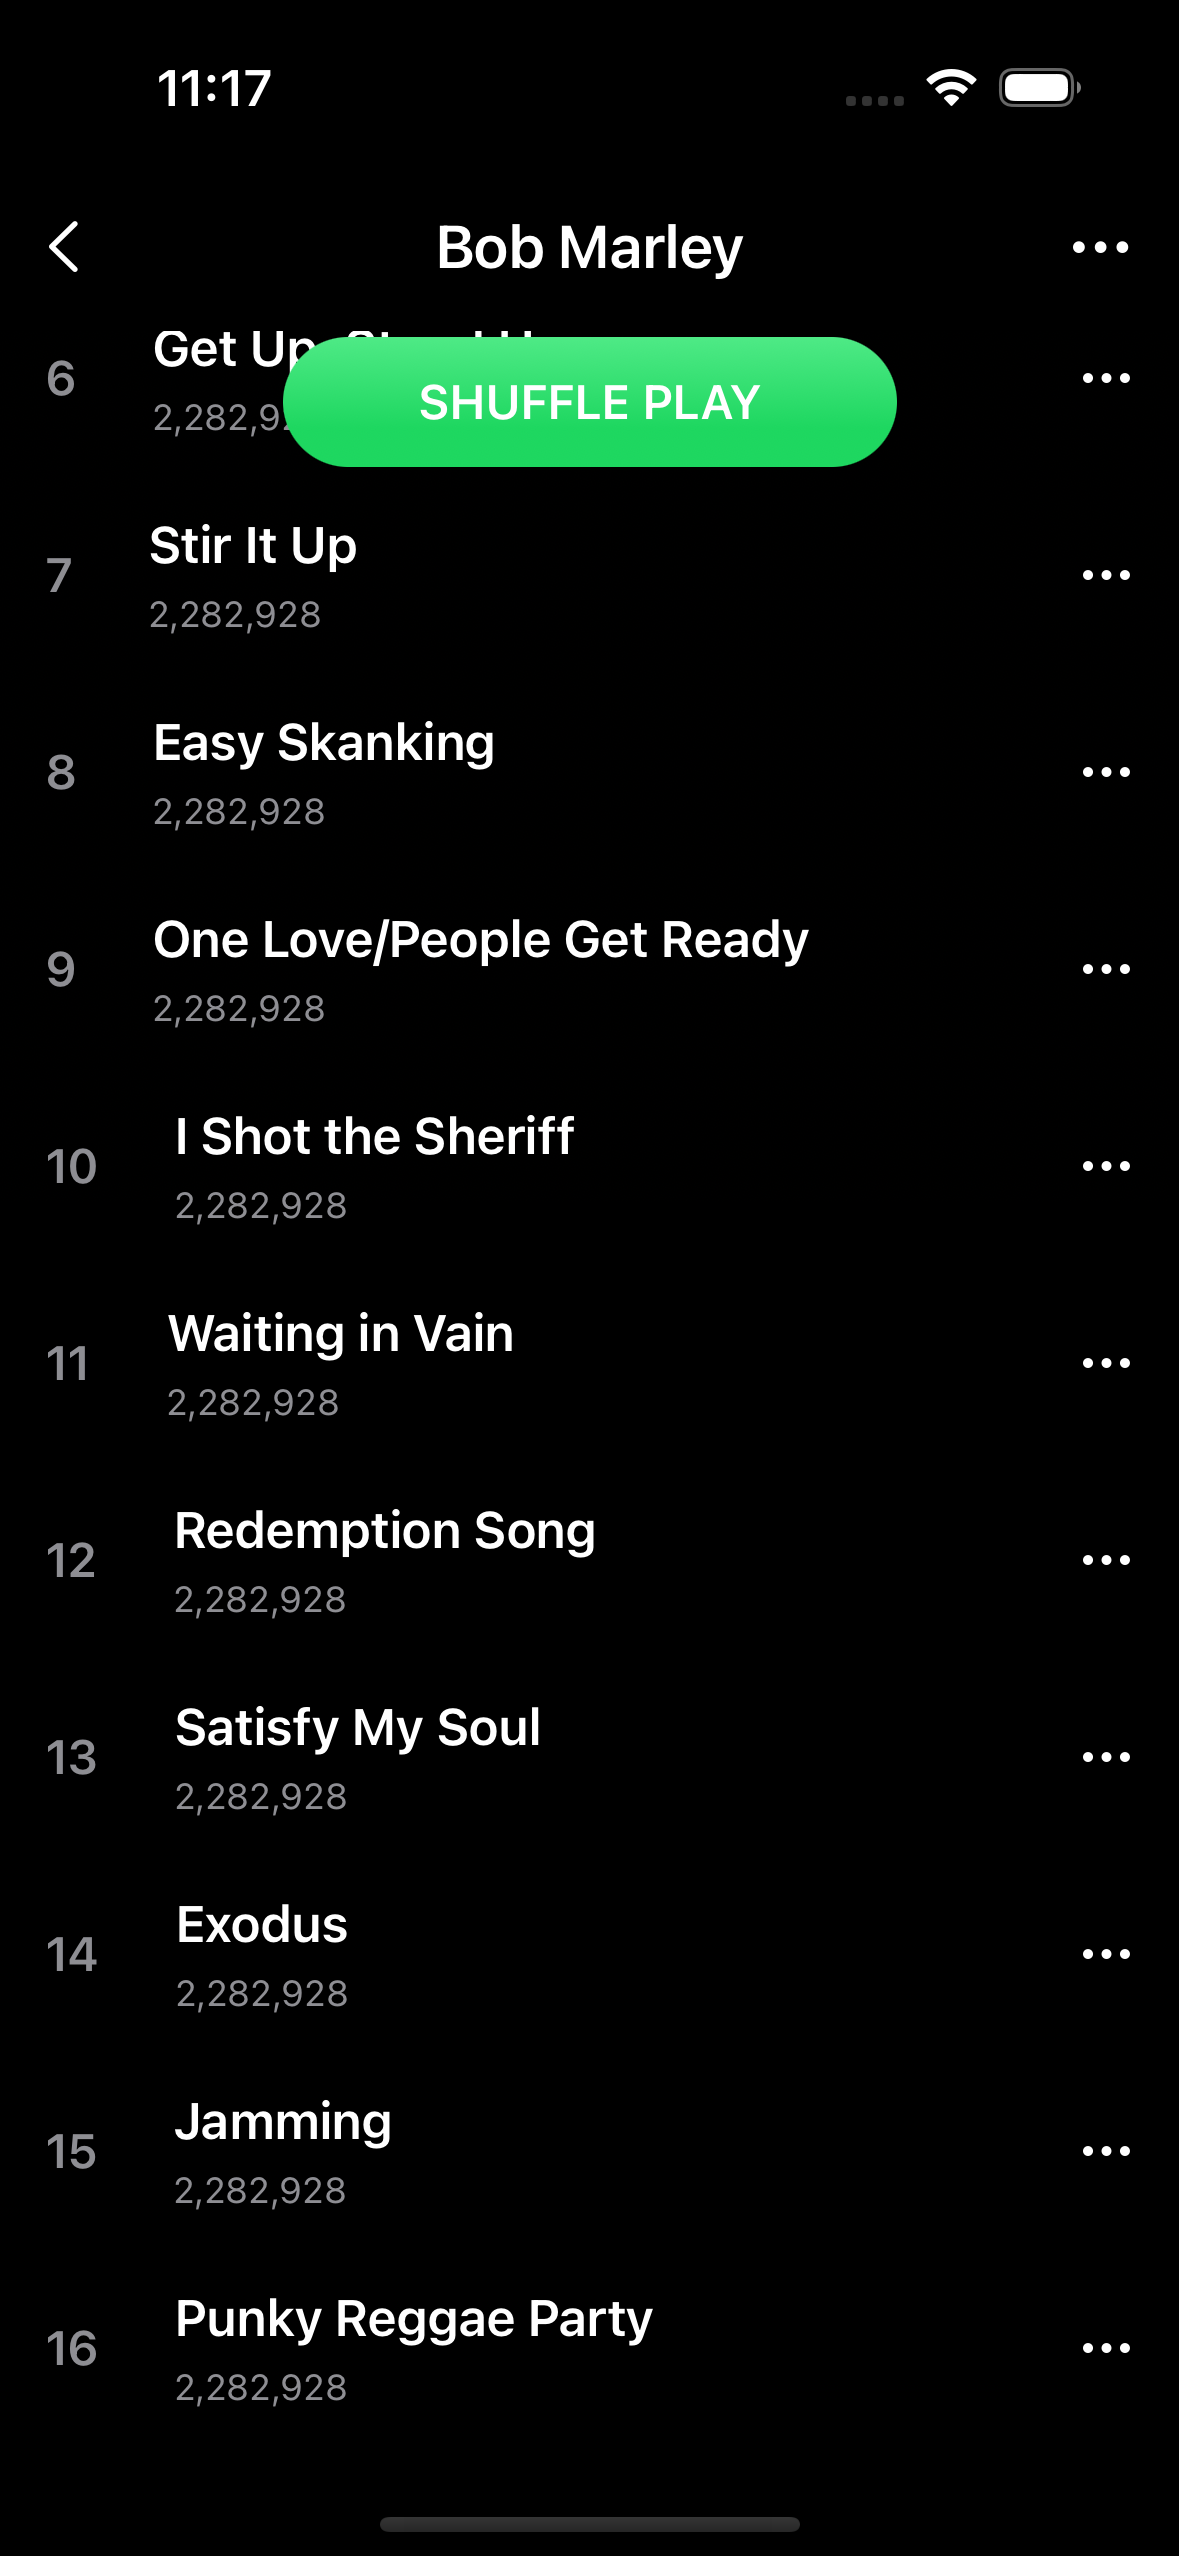 11:17
Bob Marley
6
Get Up
2,282,9
SHUFFLE PLAY
7
Stir It Up
2,282,928
8
Easy Skanking
2,282,928
9
One Love/People Get Ready
2,282,928
10
I Shot the Sheriff
2,282,928
11
Waiting in Vain
2,282,928
12
Redemption Song
2,282,928
13
Satisfy My Soul
2,282,928
14
Exodus
2,282,928
15
Jamming
2,282,928
16
Punky Reggae Party
2,282,928